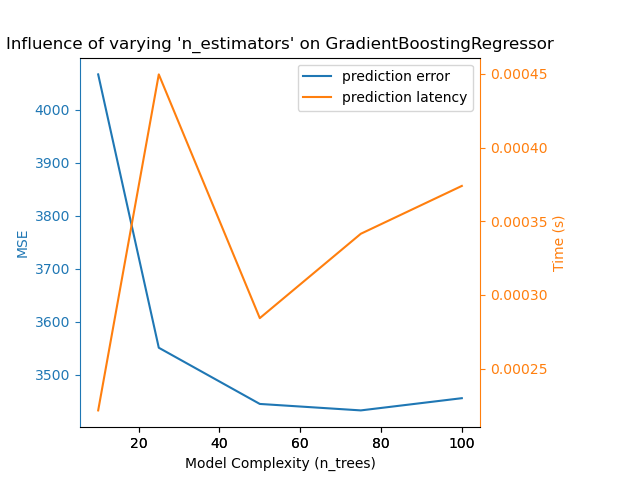 Influence of varying 'n_estimators' on GradientBoostingRegressor
prediction error
prediction latency
4000
3900
3800
3700
3600
3500
MSE
0.00045
0.00040
0.00035
0.00030
0.00025
Time (s)
20 40 60 80 100
Model Complexity (n_trees)